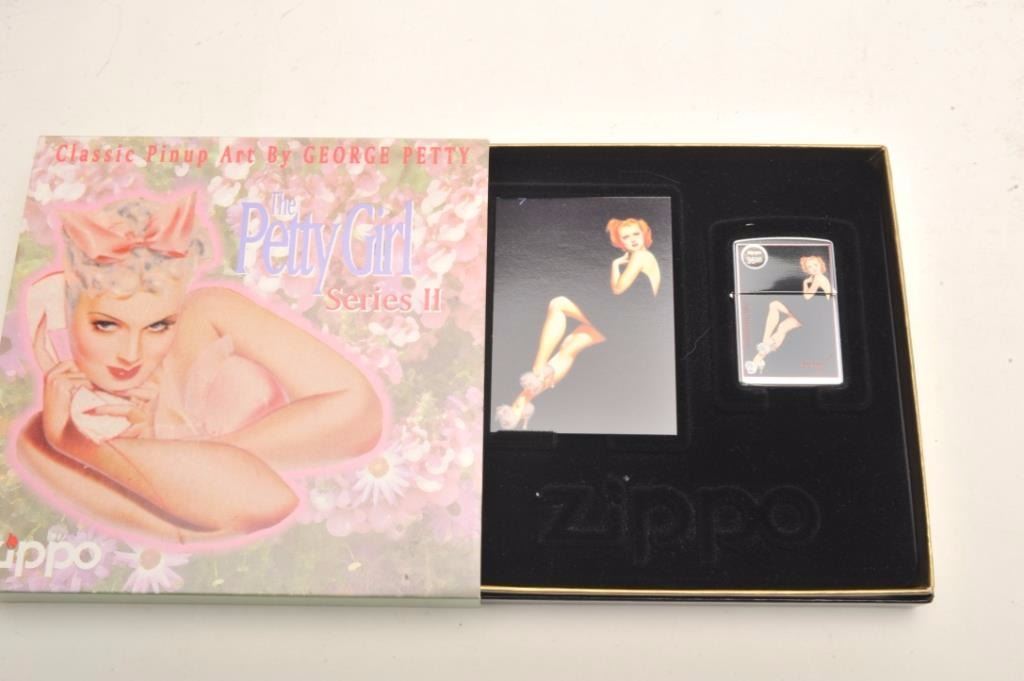 Classic Pinup Art By GEORGE PETTY
The
Petty Girl
Series II
zippo
zippo